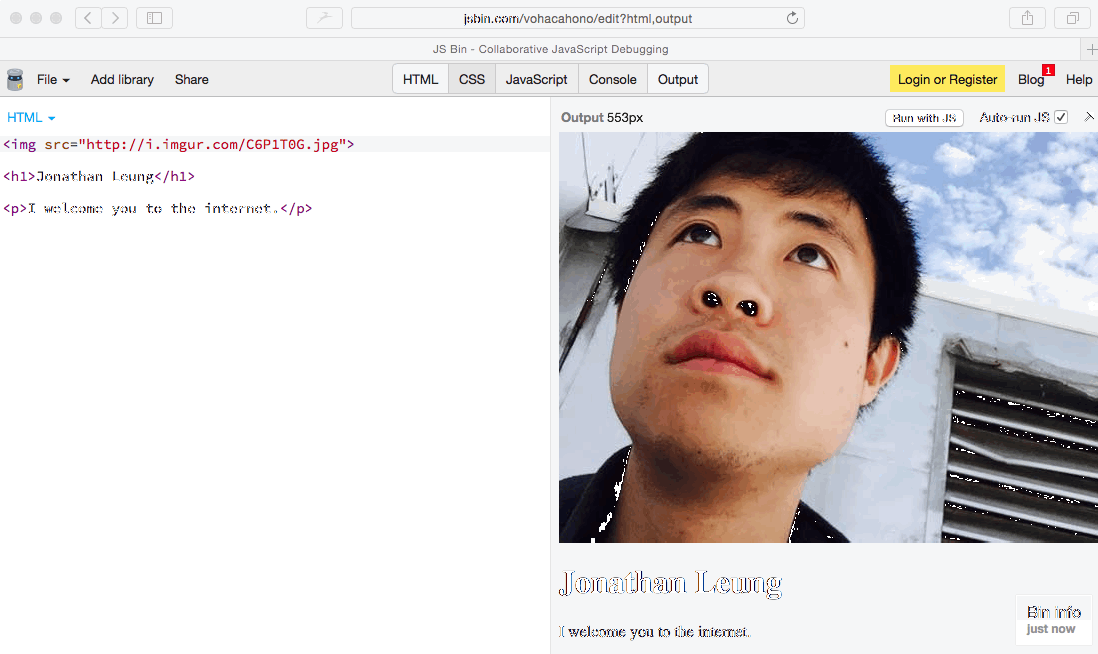 jsbin.com/vohacahono/edit?html,output
JS Bin - Collaborative JavaScript Debugging
File Add library Share HTML CSS JavaScript Console Output Login or Register Blog 1 Help
HTML
Output 553px Run with JS Auto-run JS
<img src="http://i.imgur.com/C6P1T0G.jpg">
<h1>Jonathan Leung</h1>
<p>I welcome you to the internet.</p>
Jonathan Leung
I welcome you to the internet.
Bin info
just now